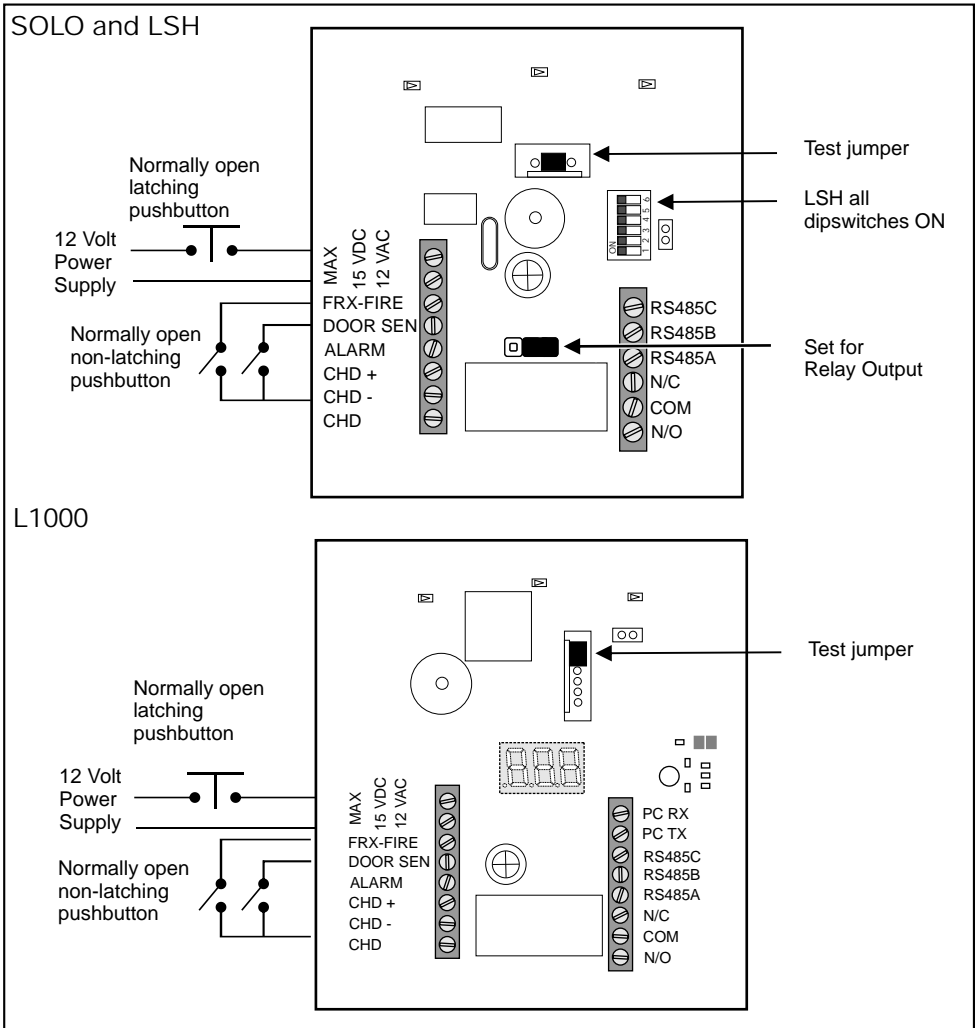 SOLO and LSH
Normally open
latching
pushbutton
12 Volt
Power
Supply
Normally open
non-latching
pushbutton
MAX
15 VDC
12 VAC
FRX-FIRE
DOOR SEN
ALARM
CHD +
CHD -
CHD
ON
1 2 3 4 5 6
RS485C
RS485B
RS485A
N/C
COM
N/O
Test jumper
LSH all
dipswitches ON
Set for
Relay Output
L1000
Normally open
latching
pushbutton
12 Volt
Power
Supply
Normally open
non-latching
pushbutton
MAX
15 VDC
12 VAC
FRX-FIRE
DOOR SEN
ALARM
CHD +
CHD -
CHD
PC RX
PC TX
RS485C
RS485B
RS485A
N/C
COM
N/O
Test jumper